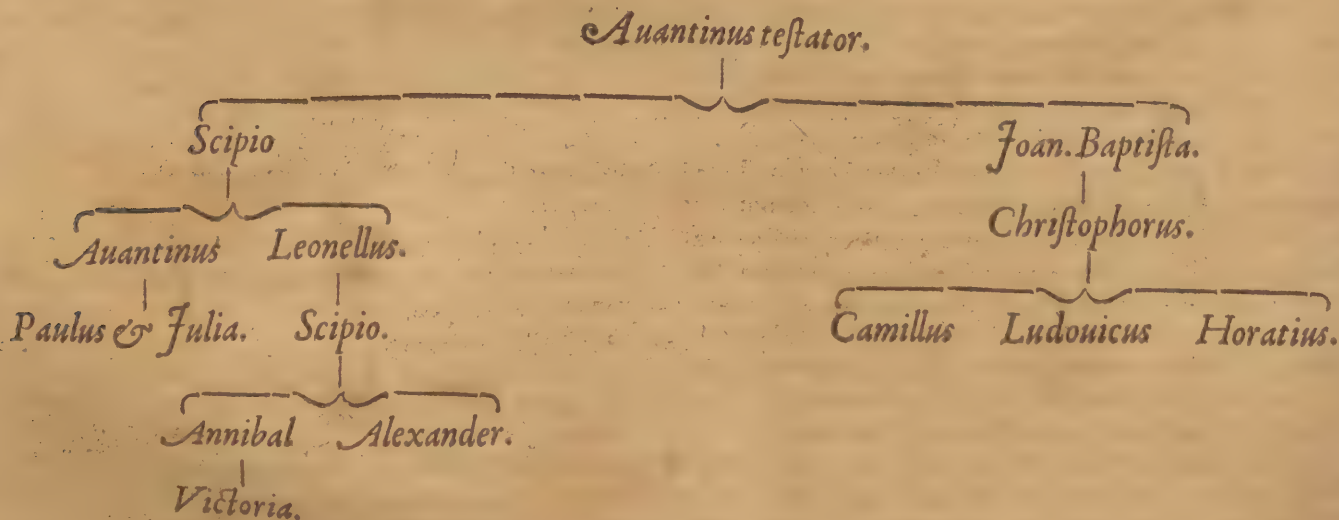 Auantinus teſtator.
Scipio Joan. Baptiſta.
Chriſtophorus.
Auantinus Leonellus.
Paulus & Julia. Scipio. Camillus Ludouicus Horatius.
Annibal Alexander.
Victoria.